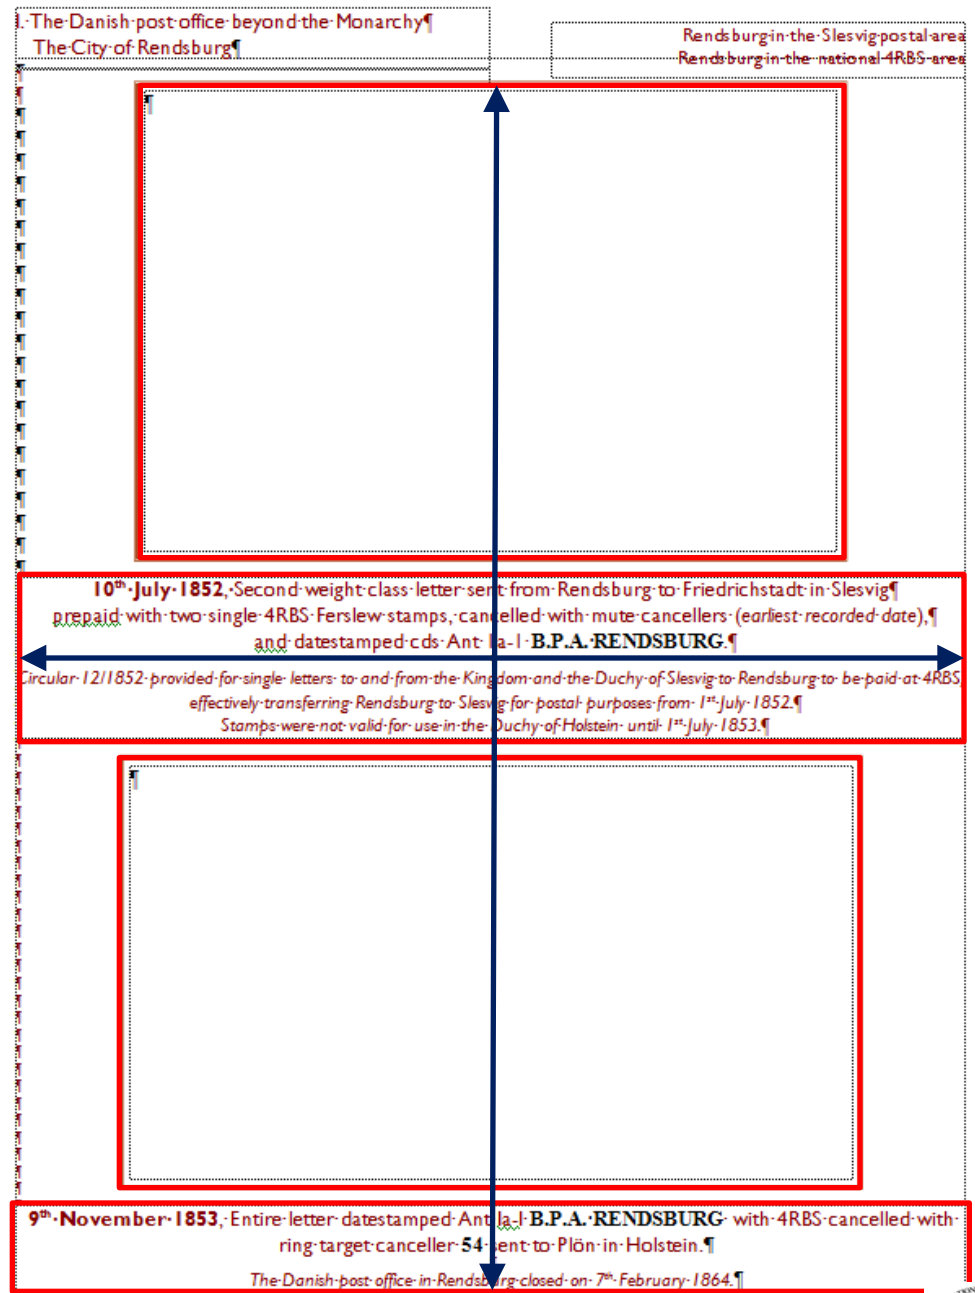 I. The Danish post office beyond the Monarchy¶
The City of Rendsburg¶
Rendsburg in the Slesvig postal area
Rendsburg in the national 4RBS area
10th July 1852, Second weight class letter sent from Rendsburg to Friedrichstadt in Slesvig¶
prepaid with two single 4RBS Ferslew stamps, cancelled with mute cancellers (earliest recorded date),¶
and datestamped cds Ant Ia-1 B.P.A. RENDSBURG.¶
Circular 12/1852 provided for single letters to and from the Kingdom and the Duchy of Slesvig to Rendsburg to be paid at 4RBS,
effectively transferring Rendsburg to Slesvig for postal purposes from 1st July 1852.¶
Stamps were not valid for use in the Duchy of Holstein until 1st July 1853.¶
9th November 1853, Entire letter datestamped Ant Ia-1 B.P.A. RENDSBURG with 4RBS cancelled with
ring target canceller 54 sent to Plön in Holstein.¶
The Danish post office in Rendsburg closed on 7th February 1864.¶